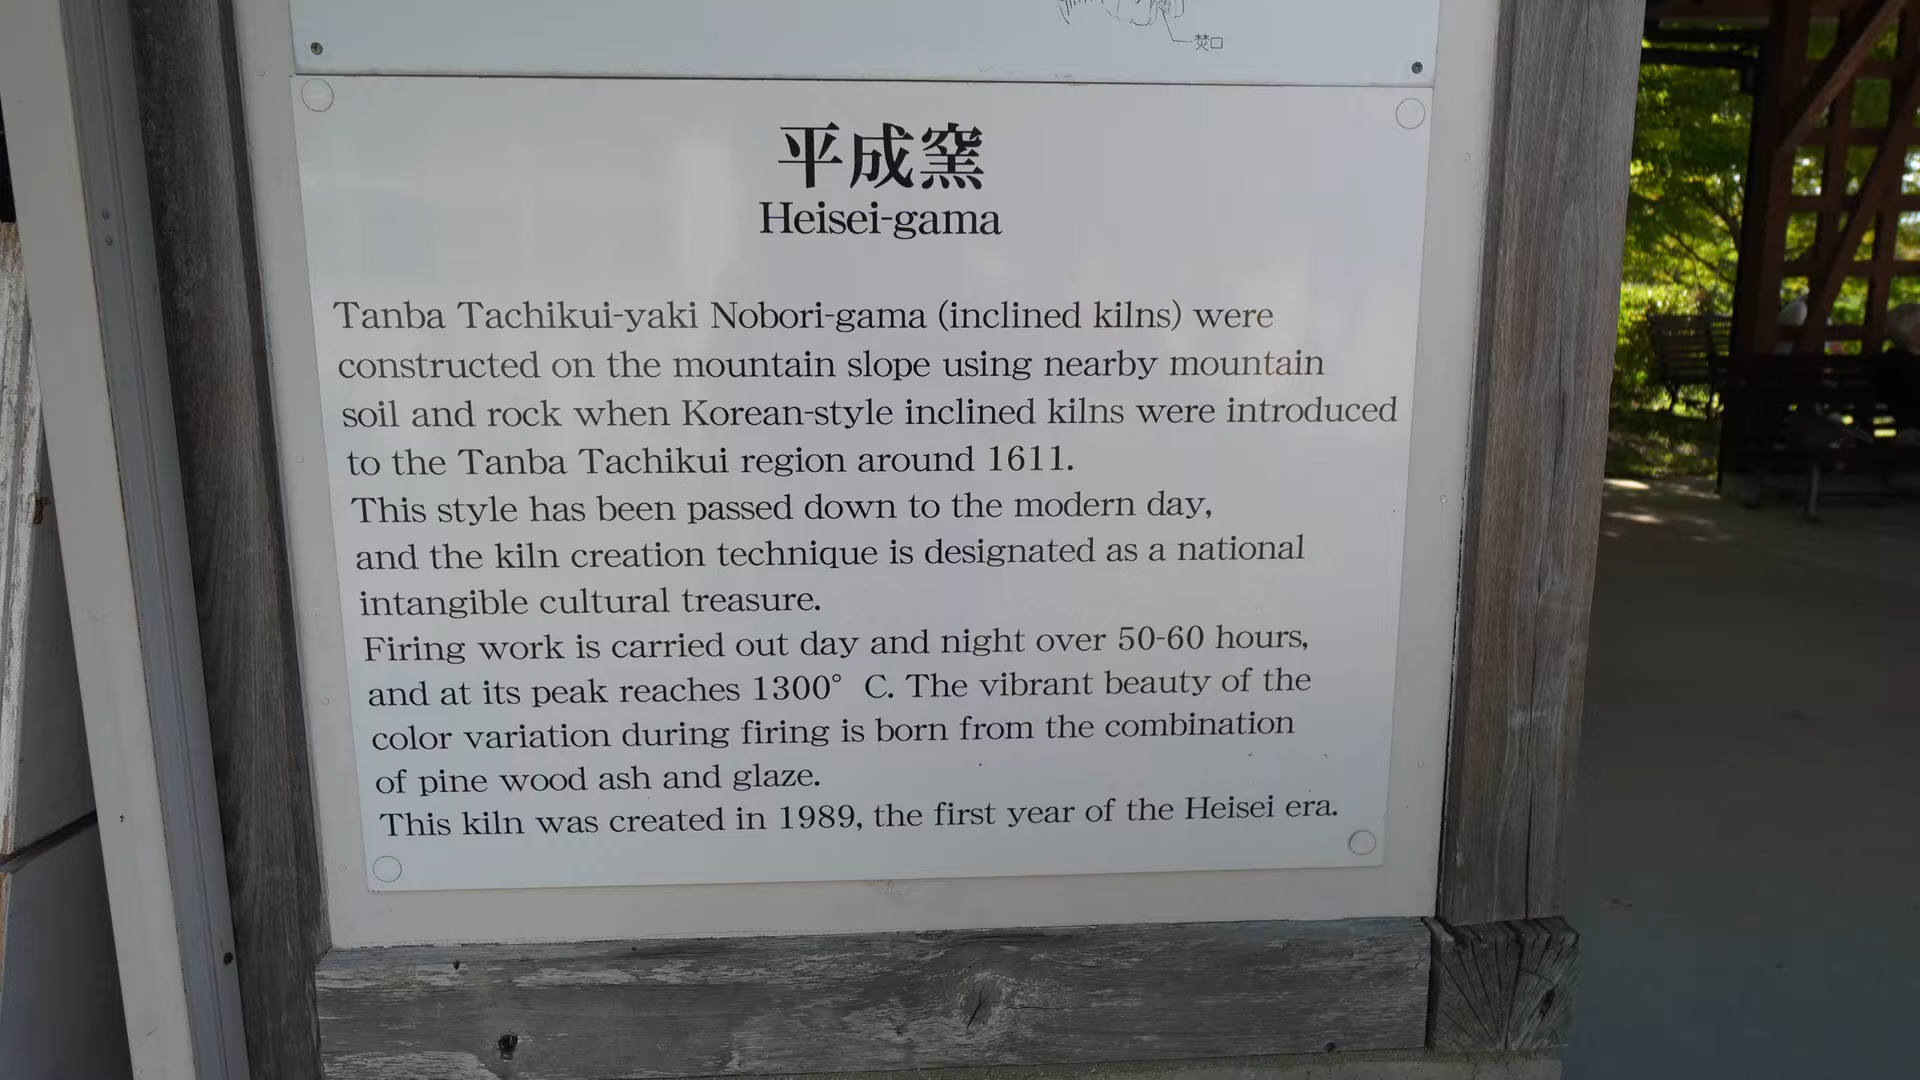 焚口
平成窯
Heisei-gama
Tanba Tachikui-yaki Nobori-gama (inclined kilns) were
constructed on the mountain slope using nearby mountain
soil and rock when Korean-style inclined kilns were introduced
to the Tanba Tachikui region around 1611.
This style has been passed down to the modern day,
and the kiln creation technique is designated as a national
intangible cultural treasure.
Firing work is carried out day and night over 50-60 hours,
and at its peak reaches 1300° C. The vibrant beauty of the
color variation during firing is born from the combination
of pine wood ash and glaze.
This kiln was created in 1989, the first year of the Heisei era.